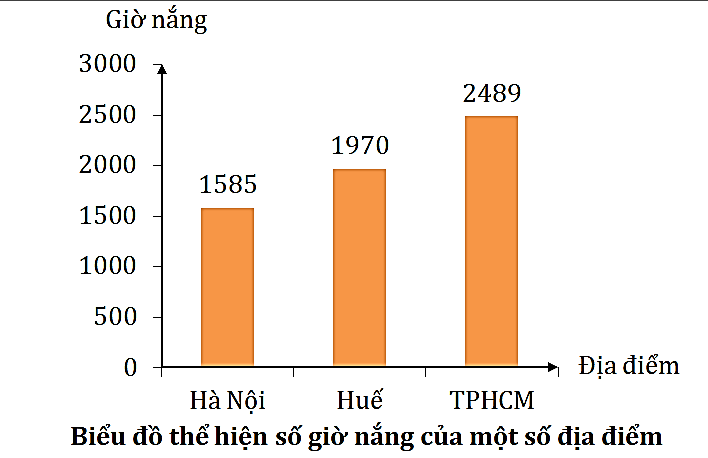 Giờ nắng
3000
2500
2000
1500
1000
500
0
1585
1970
2489
Hà Nội
Huế
TPHCM
Địa điểm
Biểu đồ thể hiện số giờ nắng của một số địa điểm